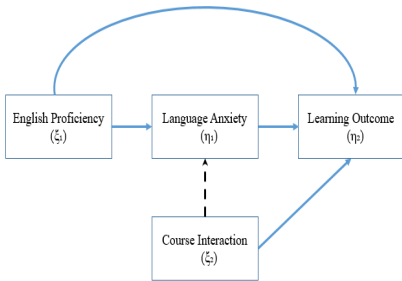 English Proficiency
(ξ₁)
Language Anxiety
(η₁)
Learning Outcome
(η₂)
Course Interaction
(ξ₂)